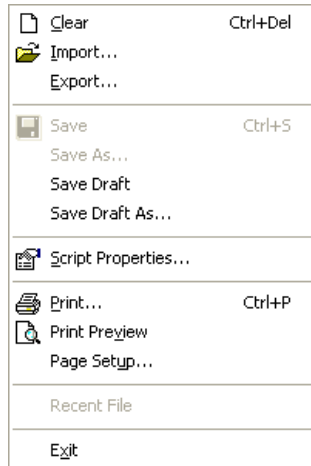 Clear Ctrl+Del
Import...
Export...
Save Ctrl+S
Save As...
Save Draft
Save Draft As...
Script Properties...
Print... Ctrl+P
Print Preview
Page Setup...
Recent File
Exit